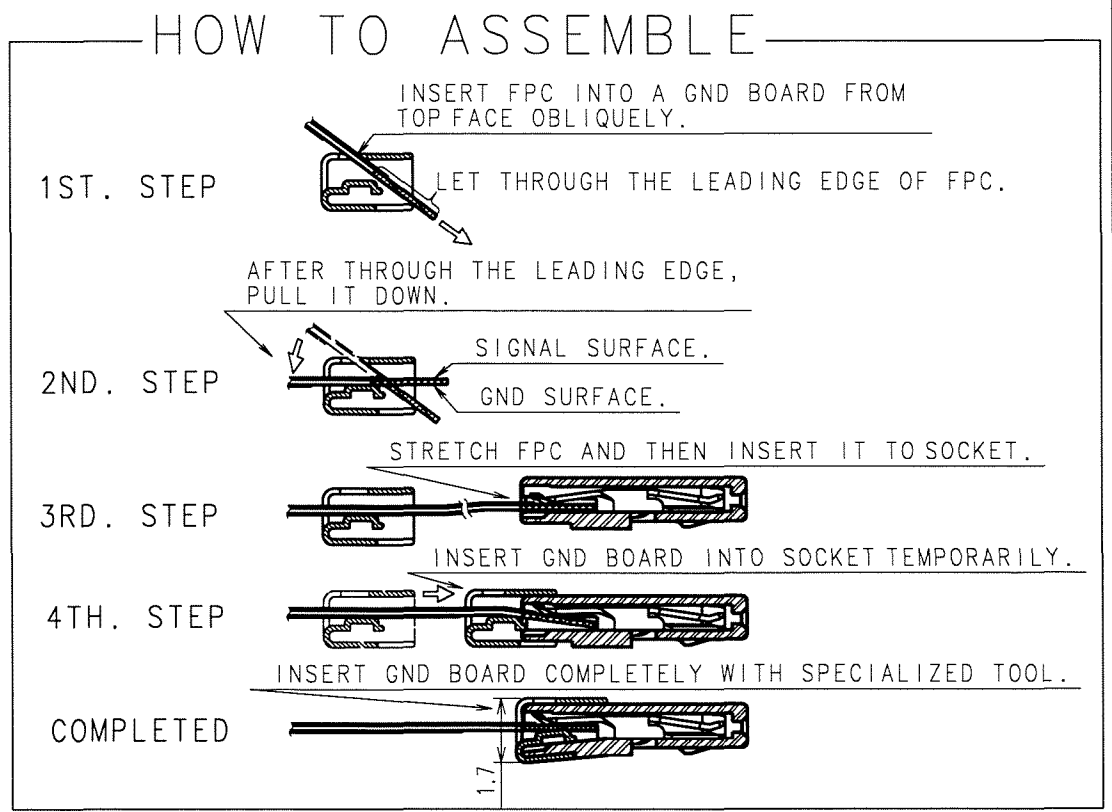 HOW TO ASSEMBLE
INSERT FPC INTO A GND BOARD FROM
TOP FACE OBLIQUELY.
1ST. STEP
LET THROUGH THE LEADING EDGE OF FPC.
AFTER THROUGH THE LEADING EDGE,
PULL IT DOWN.
SIGNAL SURFACE.
2ND. STEP
GND SURFACE.
STRETCH FPC AND THEN INSERT IT TO SOCKET.
3RD. STEP
INSERT GND BOARD INTO SOCKET TEMPORARILY.
4TH. STEP
INSERT GND BOARD COMPLETELY WITH SPECIALIZED TOOL.
COMPLETED
1.7